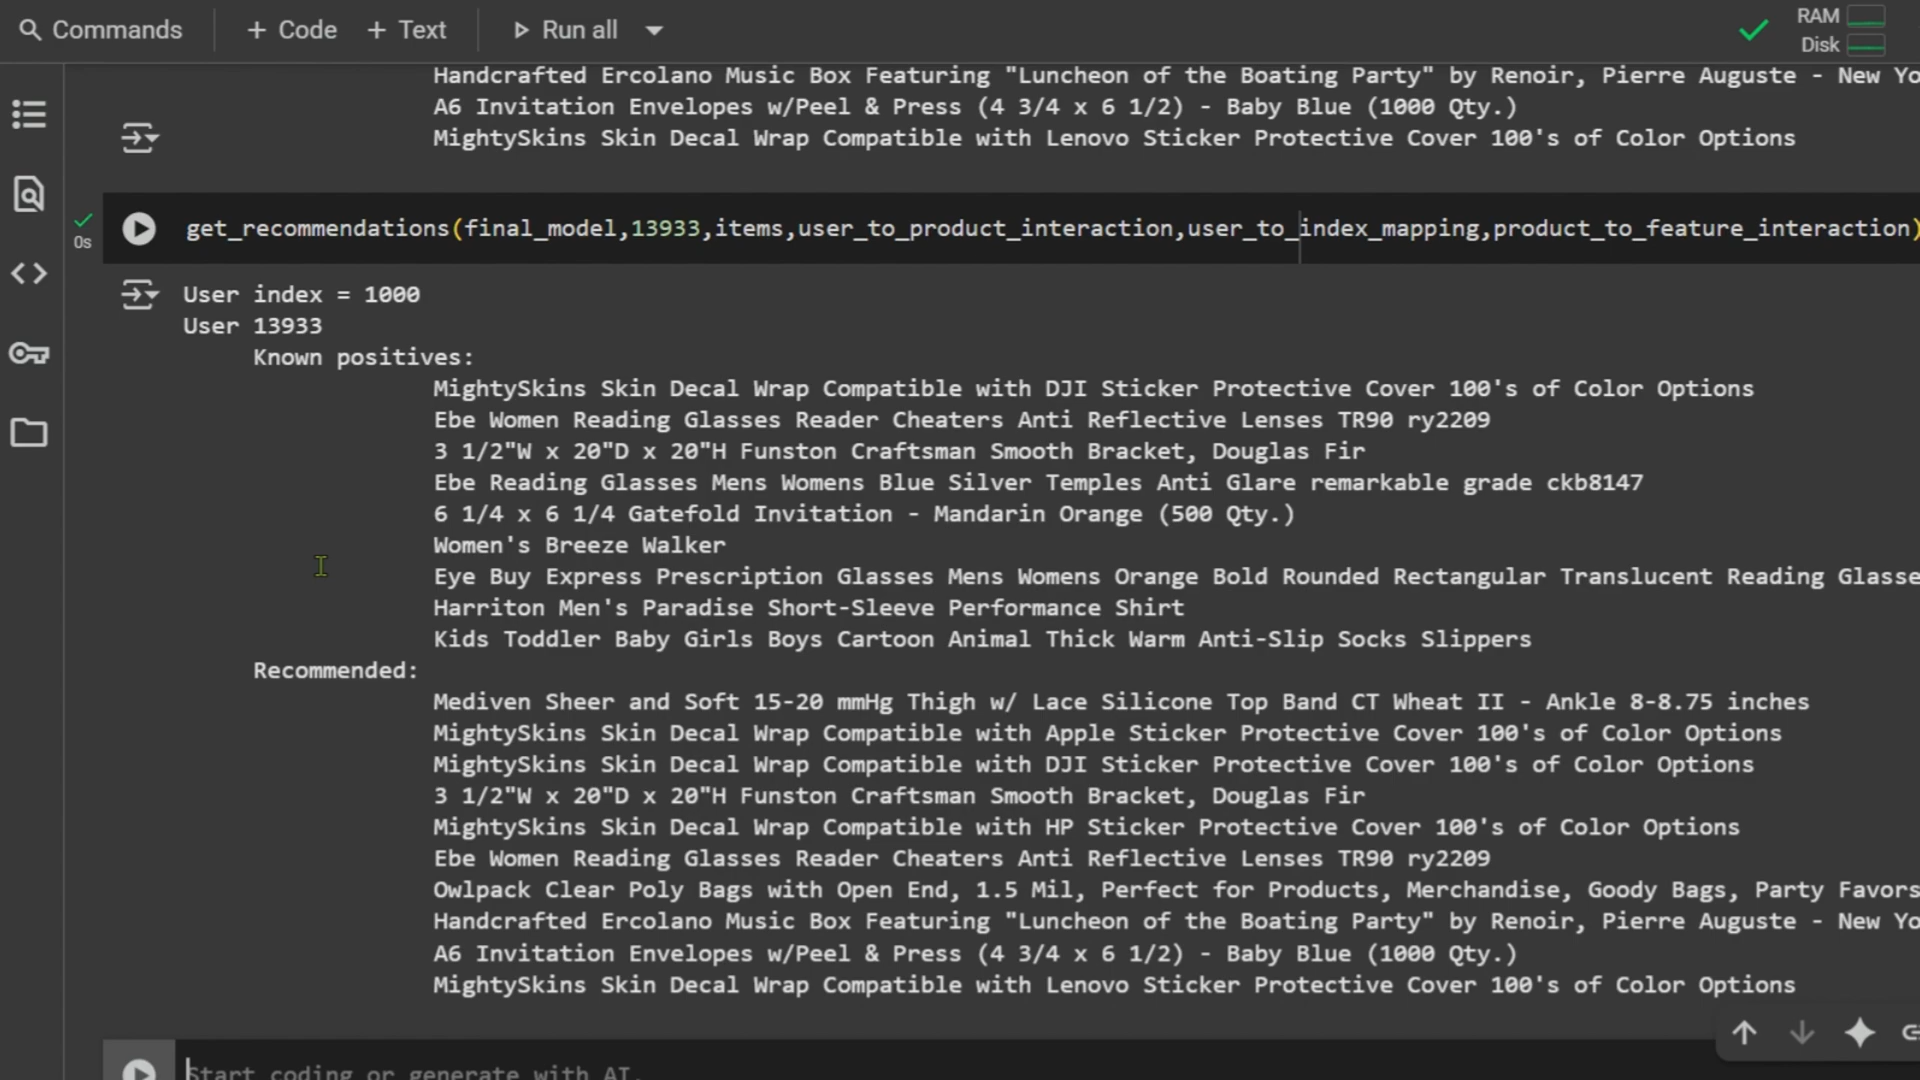 Commands + Code + Text Run all RAM
Disk
Handcrafted Ercolano Music Box Featuring "Luncheon of the Boating Party" by Renoir, Pierre Auguste - New Yo
A6 Invitation Envelopes w/Peel & Press (4 3/4 x 6 1/2) - Baby Blue (1000 Qty.)
MightySkins Skin Decal Wrap Compatible with Lenovo Sticker Protective Cover 100's of Color Options
get_recommendations(final_model,13933,items,user_to_product_interaction,user_to_index_mapping,product_to_feature_interaction)
0s
User index = 1000
User 13933
Known positives:
MightySkins Skin Decal Wrap Compatible with DJI Sticker Protective Cover 100's of Color Options
Ebe Women Reading Glasses Reader Cheaters Anti Reflective Lenses TR90 ry2209
3 1/2"W x 20"D x 20"H Funston Craftsman Smooth Bracket, Douglas Fir
Ebe Reading Glasses Mens Womens Blue Silver Temples Anti Glare remarkable grade ckb8147
6 1/4 x 6 1/4 Gatefold Invitation - Mandarin Orange (500 Qty.)
Women's Breeze Walker
Eye Buy Express Prescription Glasses Mens Womens Orange Bold Rounded Rectangular Translucent Reading Glasse
Harriton Men's Paradise Short-Sleeve Performance Shirt
Kids Toddler Baby Girls Boys Cartoon Animal Thick Warm Anti-Slip Socks Slippers
Recommended:
Mediven Sheer and Soft 15-20 mmHg Thigh w/ Lace Silicone Top Band CT Wheat II - Ankle 8-8.75 inches
MightySkins Skin Decal Wrap Compatible with Apple Sticker Protective Cover 100's of Color Options
MightySkins Skin Decal Wrap Compatible with DJI Sticker Protective Cover 100's of Color Options
3 1/2"W x 20"D x 20"H Funston Craftsman Smooth Bracket, Douglas Fir
MightySkins Skin Decal Wrap Compatible with HP Sticker Protective Cover 100's of Color Options
Ebe Women Reading Glasses Reader Cheaters Anti Reflective Lenses TR90 ry2209
Owlpack Clear Poly Bags with Open End, 1.5 Mil, Perfect for Products, Merchandise, Goody Bags, Party Favors
Handcrafted Ercolano Music Box Featuring "Luncheon of the Boating Party" by Renoir, Pierre Auguste - New Yo
A6 Invitation Envelopes w/Peel & Press (4 3/4 x 6 1/2) - Baby Blue (1000 Qty.)
MightySkins Skin Decal Wrap Compatible with Lenovo Sticker Protective Cover 100's of Color Options
Start coding or generate with AI.